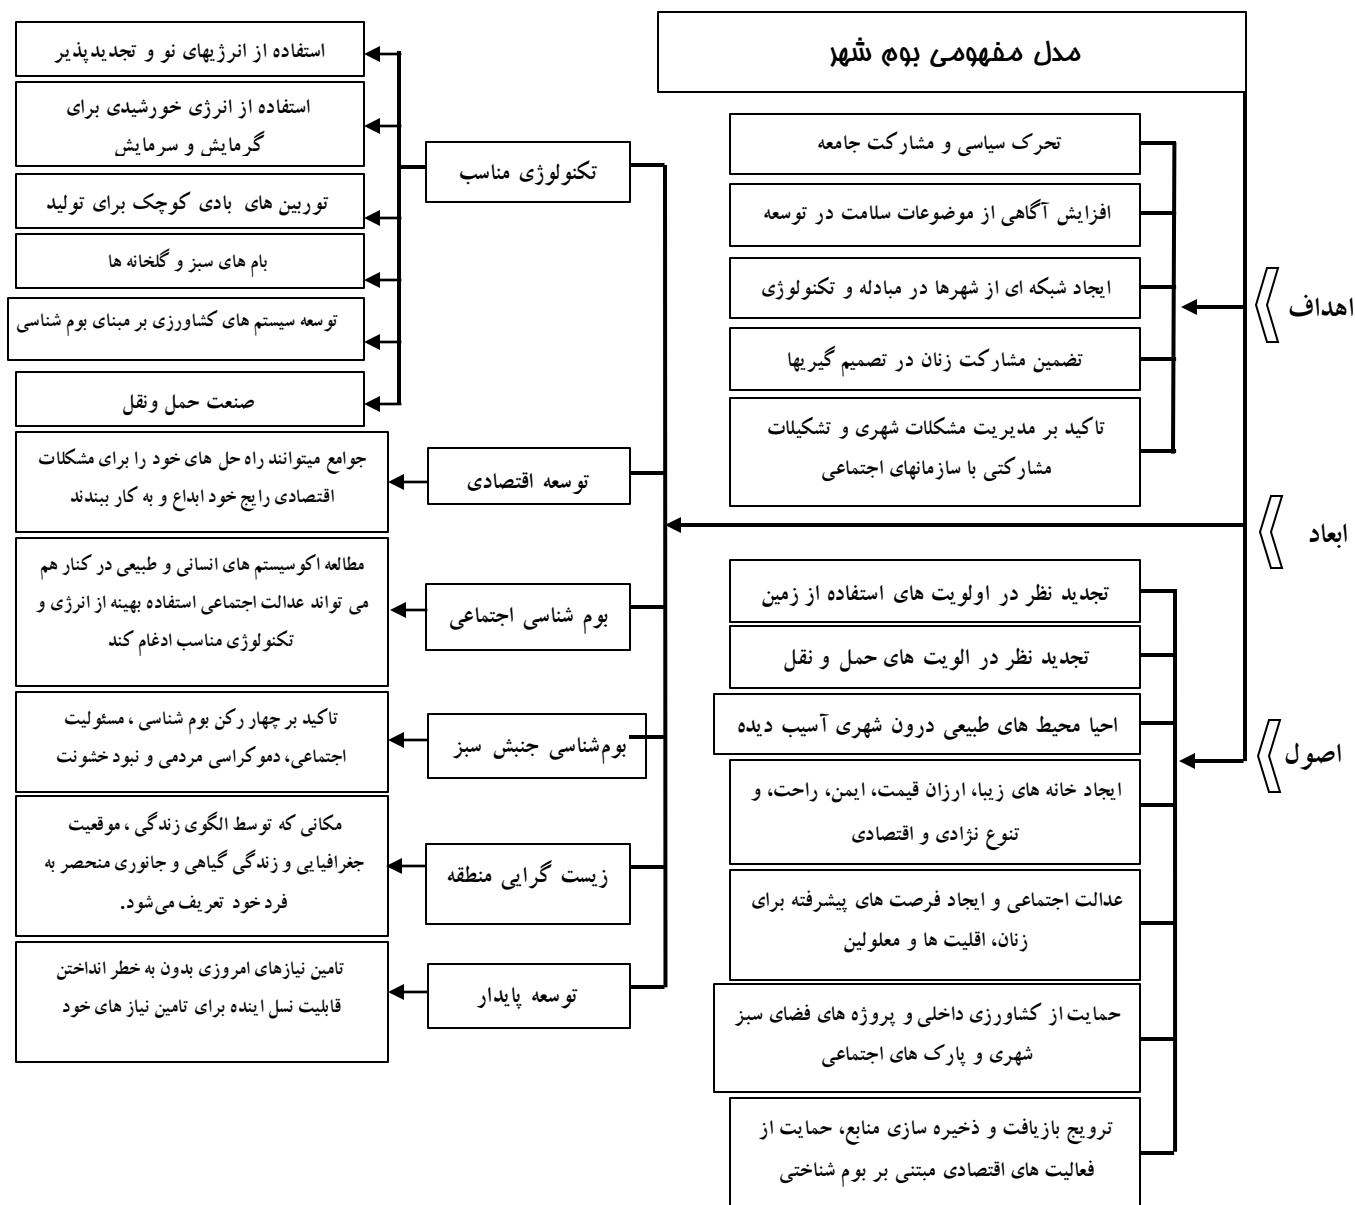 مدل مفهومی بوم شهر
اهداف
تحرک سیاسی و مشارکت جامعه
افزایش آگاهی از موضوعات سلامت در توسعه
ایجاد شبکه ای از شهرها در مبادله و تکنولوژی
تضمین مشارکت زنان در تصمیم گیریها
تاکید بر مدیریت مشکلات شهری و تشکیلات
مشارکتی با سازمانهای اجتماعی
ابعاد
تکنولوژی مناسب
استفاده از انرژیهای نو و تجدیدپذیر
استفاده از انرژی خورشیدی برای
گرمایش و سرمایش
توربین های بادی کوچک برای تولید
بام های سبز و گلخانه ها
توسعه سیستم های کشاورزی بر مبنای بوم شناسی
صنعت حمل ونقل
توسعه اقتصادی
جوامع میتوانند راه حل های خود را برای مشکلات
اقتصادی رایج خود ابداع و به کار ببندند
بوم شناسی اجتماعی
مطالعه اکوسیستم های انسانی و طبیعی در کنار هم
می تواند عدالت اجتماعی استفاده بهینه از انرژی و
تکنولوژی مناسب ادغام کند
بوم‌شناسی جنبش سبز
تاکید بر چهار رکن بوم شناسی ، مسئولیت
اجتماعی، دموکراسی مردمی و نبود خشونت
زیست گرایی منطقه
مکانی که توسط الگوی زندگی ، موقعیت
جغرافیایی و زندگی گیاهی و جانوری منحصر به
فرد خود تعریف می‌شود.
توسعه پایدار
تامین نیازهای امروزی بدون به خطر انداختن
قابلیت نسل اینده برای تامین نیاز های خود
اصول
تجدید نظر در اولویت های استفاده از زمین
تجدید نظر در الویت های حمل و نقل
احیا محیط های طبیعی درون شهری آسیب دیده
ایجاد خانه های زیبا، ارزان قیمت، ایمن، راحت، و
تنوع نژادی و اقتصادی
عدالت اجتماعی و ایجاد فرصت های پیشرفته برای
زنان، اقلیت ها و معلولین
حمایت از کشاورزی داخلی و پروژه های فضای سبز
شهری و پارک های اجتماعی
ترویج بازیافت و ذخیره سازی منابع، حمایت از
فعالیت های اقتصادی مبتنی بر بوم شناختی